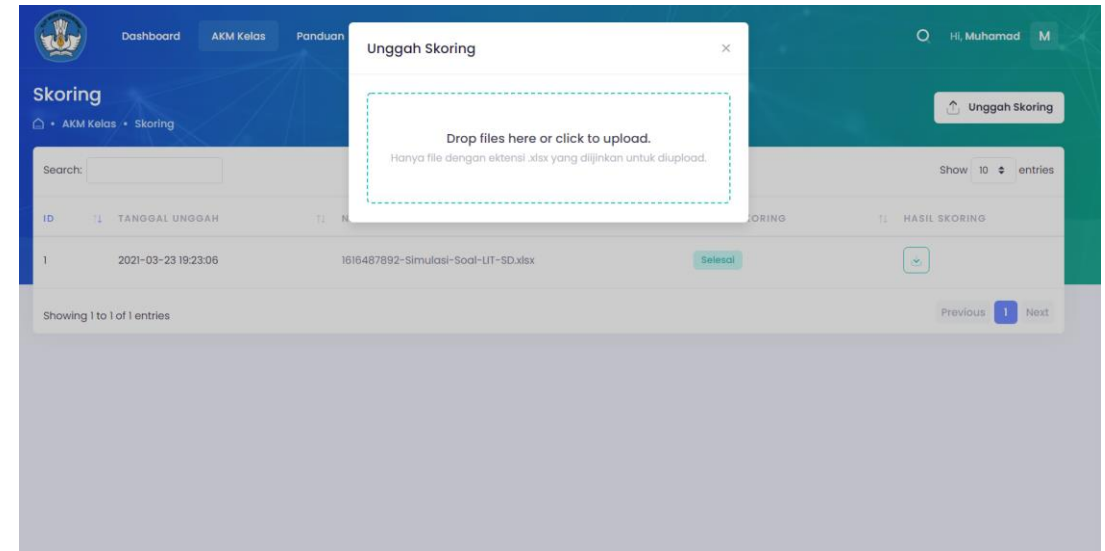 Dashboard AKM Kelas Panduan
Hi, Muhamad M
Unggah Skoring ×
Skoring
AKM Kelas • Skoring
Unggah Skoring
Drop files here or click to upload.
Hanya file dengan ektensi .xlsx yang diijinkan untuk diupload.
Search:
Show 10 entries
ID TANGGAL UNGGAH N KORING HASIL SKORING
1 2021-03-23 19:23:06 1616487892-Simulasi-Soal-LIT-SD.xlsx Selesai
Showing 1 to 1 of 1 entries
Previous 1 Next